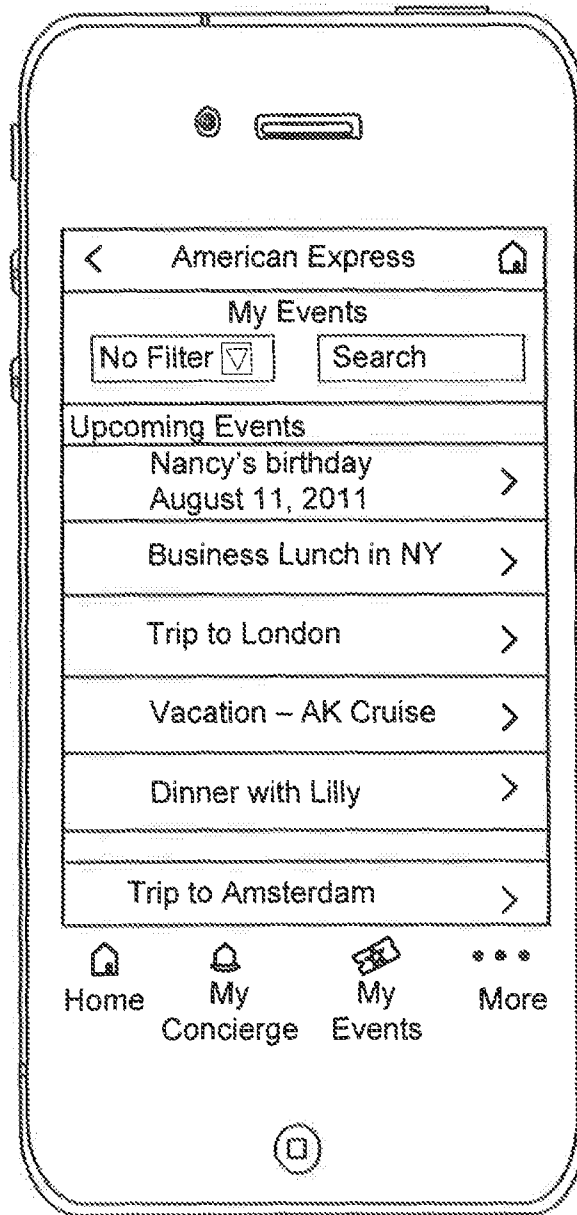 American Express
My Events
No Filter Search
Upcoming Events
Nancy's birthday
August 11, 2011
Business Lunch in NY
Trip to London
Vacation – AK Cruise
Dinner with Lilly
Trip to Amsterdam
Home My Concierge My Events More